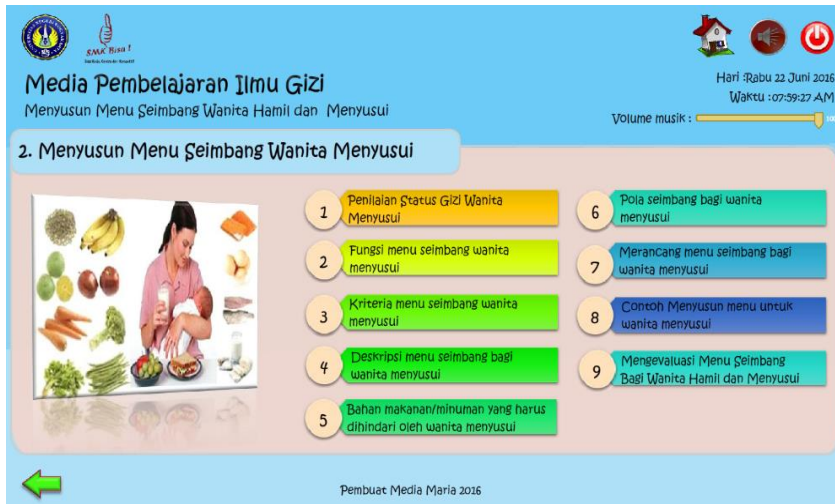 SMK Bisa !
Media Pembelajaran Ilmu Gizi
Menyusun Menu Seimbang Wanita Hamil dan Menyusui
Hari :Rabu 22 Juni 2016
Waktu :07:59:27 AM
Volume musik :
2. Menyusun Menu Seimbang Wanita Menyusui
1 Penilaian Status Gizi Wanita
Menyusui
2 Fungsi menu seimbang wanita
menyusui
3 Kriteria menu seimbang wanita
menyusui
4 Deskripsi menu seimbang bagi
wanita menyusui
5 Bahan makanan/minuman yang harus
dihindari oleh wanita menyusui
6 Pola seimbang bagi wanita
menyusui
7 Merancang menu seimbang bagi
wanita menyusui
8 Contoh Menyusun menu untuk
wanita menyusui
9 Mengevaluasi Menu Seimbang
Bagi Wanita Hamil dan Menyusui
Pembuat Media Maria 2016